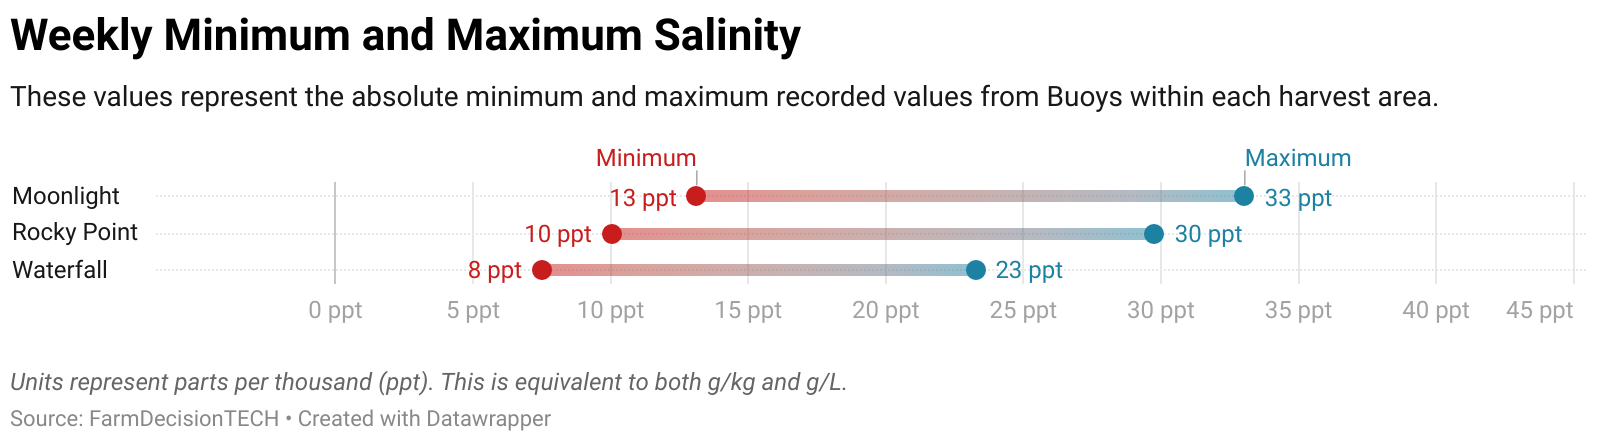 Weekly Minimum and Maximum Salinity
These values represent the absolute minimum and maximum recorded values from Buoys within each harvest area.
Minimum Maximum
Moonlight 13 ppt 33 ppt
Rocky Point 10 ppt 30 ppt
Waterfall 8 ppt 23 ppt
0 ppt 5 ppt 10 ppt 15 ppt 20 ppt 25 ppt 30 ppt 35 ppt 40 ppt 45 ppt
Units represent parts per thousand (ppt). This is equivalent to both g/kg and g/L.
Source: FarmDecisionTECH • Created with Datawrapper